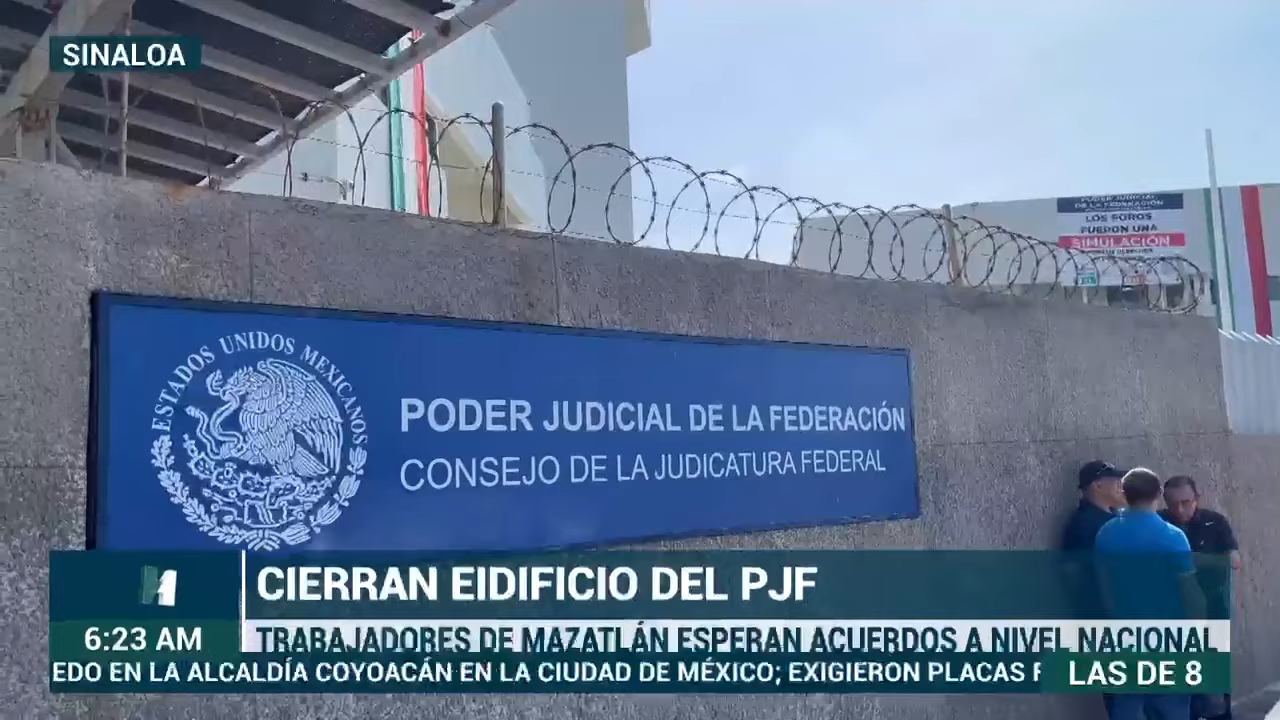 SINALOA
PODER JUDICIAL
DE LA FEDERACIÓN
LOS FOROS
FUERON UNA
SIMULACIÓN
ESTADOS UNIDOS MEXICANOS
PODER JUDICIAL DE LA FEDERACIÓN
CONSEJO DE LA JUDICATURA FEDERAL
CIERRAN EIDIFICIO DEL PJF
6:23 AM
TRABAJADORES DE MAZATLÁN ESPERAN ACUERDOS A NIVEL NACIONAL
EDO EN LA ALCALDÍA COYOACÁN EN LA CIUDAD DE MÉXICO; EXIGIERON PLACAS
LAS DE 8